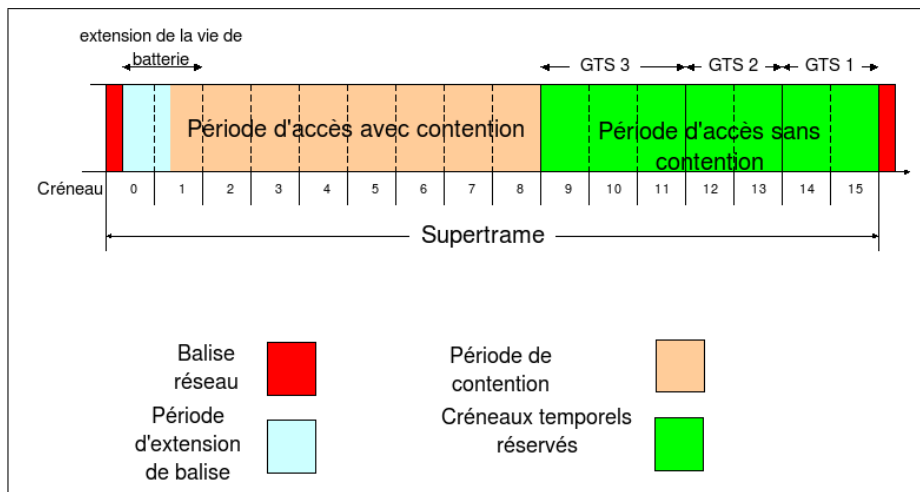 extension de la vie de
batterie
GTS 3
GTS 2
GTS 1
Période d'accès avec contention
Période d'accès sans
contention
Créneau
0 1 2 3 4 5 6 7 8 9 10 11 12 13 14 15
Supertrame
Balise
réseau
Période de
contention
Période
d'extension
de balise
Créneaux temporels
réservés